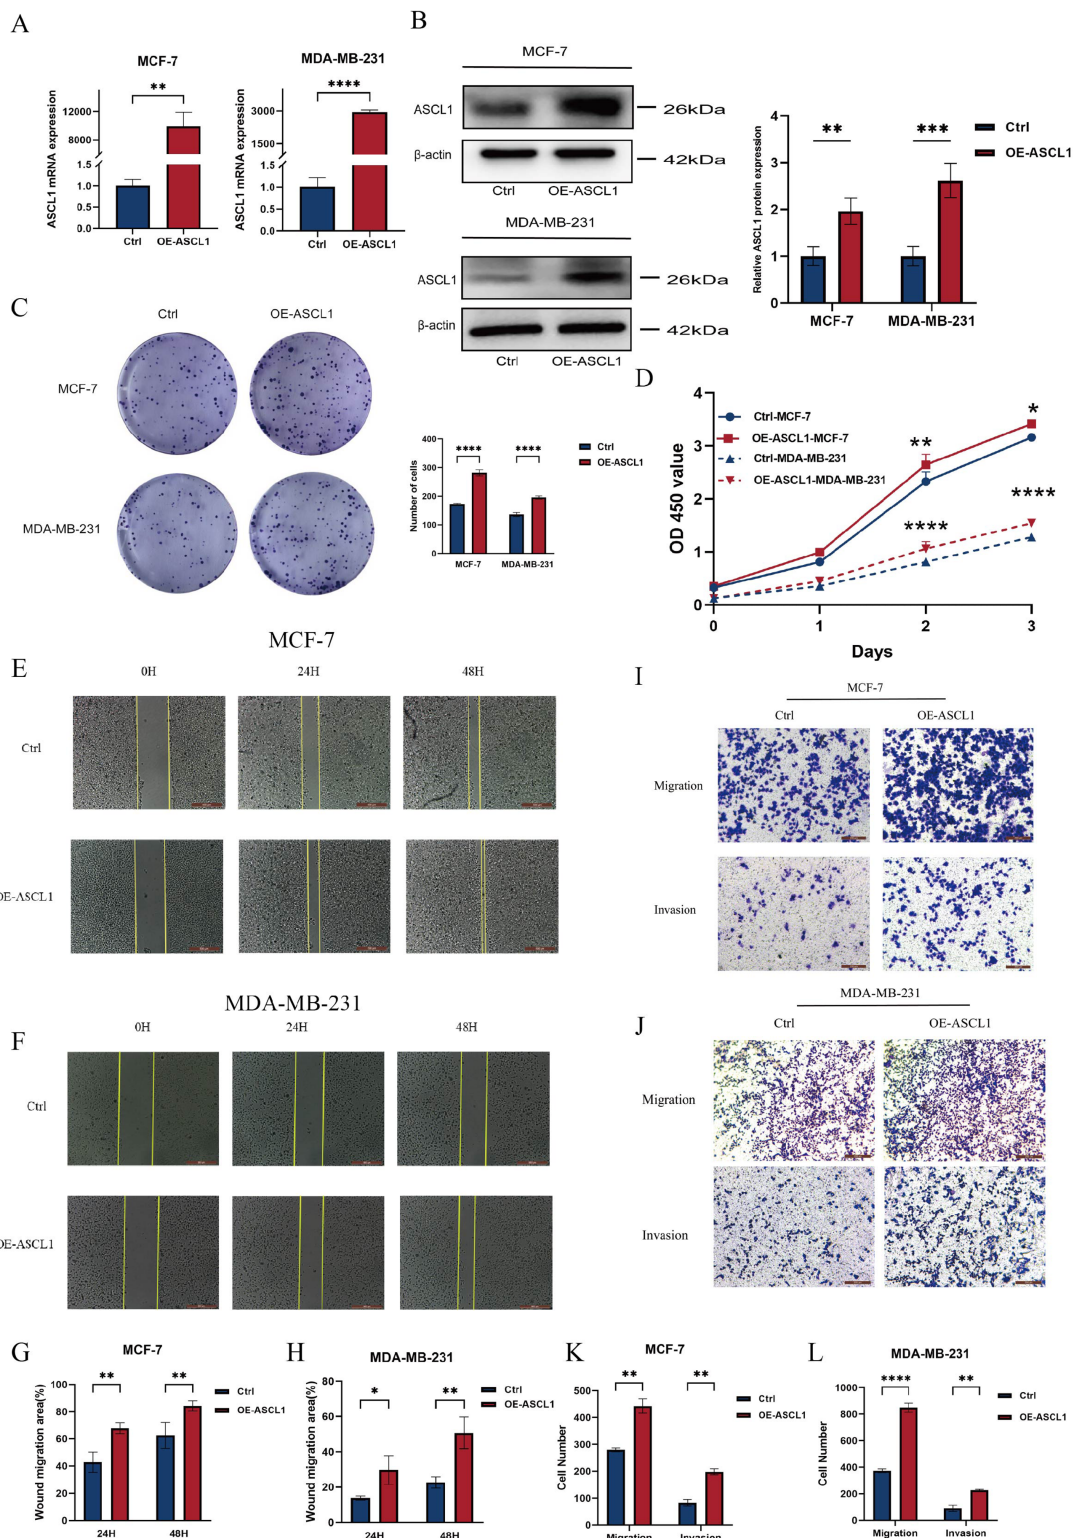 A
MCF-7
**
ASCL1 mRNA expression
12000
8000
1.5
1.0
0.5
0.0
Ctrl
OE-ASCL1
MDA-MB-231
****
ASCL1 mRNA expression
3000
1500
1.5
1.0
0.5
0.0
Ctrl
OE-ASCL1
B
MCF-7
ASCL1
26kDa
β-actin
42kDa
Ctrl
OE-ASCL1
MDA-MB-231
ASCL1
26kDa
β-actin
42kDa
Ctrl
OE-ASCL1
Relative ASCL1 protein expression
4
3
2
1
0
**
***
Ctrl
OE-ASCL1
MCF-7
MDA-MB-231
C
Ctrl
OE-ASCL1
MCF-7
MDA-MB-231
Number of cells
400
300
200
100
0
****
****
Ctrl
OE-ASCL1
MCF-7
MDA-MB-231
D
OD 450 value
4
3
2
1
0
Ctrl-MCF-7
OE-ASCL1-MCF-7
Ctrl-MDA-MB-231
OE-ASCL1-MDA-MB-231
**
*
****
****
0
1
2
3
Days
MCF-7
E
0H
24H
48H
Ctrl
OE-ASCL1
MDA-MB-231
F
0H
24H
48H
Ctrl
OE-ASCL1
I
MCF-7
Ctrl
OE-ASCL1
Migration
Invasion
J
MDA-MB-231
Ctrl
OE-ASCL1
Migration
Invasion
G
MCF-7
Wound migration area(%)
100
80
60
40
20
0
**
**
Ctrl
OE-ASCL1
24H
48H
H
MDA-MB-231
Wound migration area(%)
80
60
40
20
0
*
**
Ctrl
OE-ASCL1
24H
48H
K
MCF-7
Cell Number
500
400
300
200
100
0
**
**
Ctrl
OE-ASCL1
Migration
Invasion
L
MDA-MB-231
Cell Number
1000
800
600
400
200
0
****
**
Ctrl
OE-ASCL1
Migration
Invasion